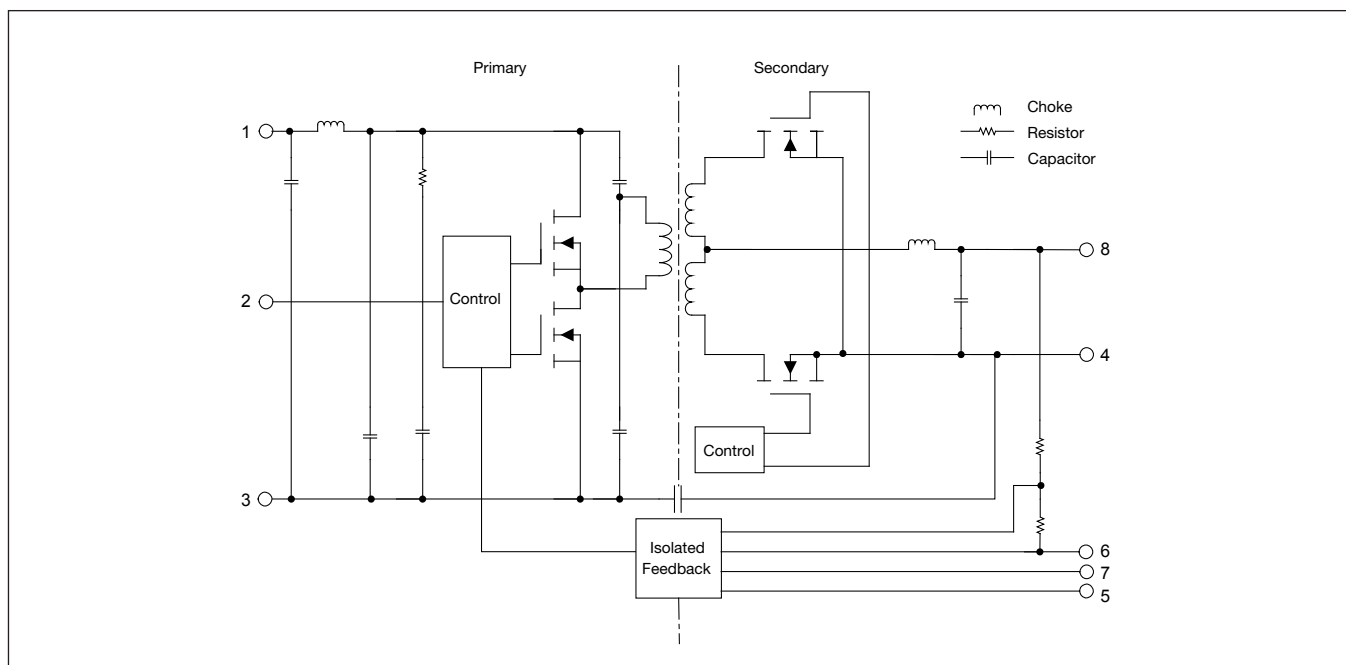 Primary
Secondary
Choke
Resistor
Capacitor
1
8
2
Control
4
Control
3
Isolated
Feedback
6
7
5